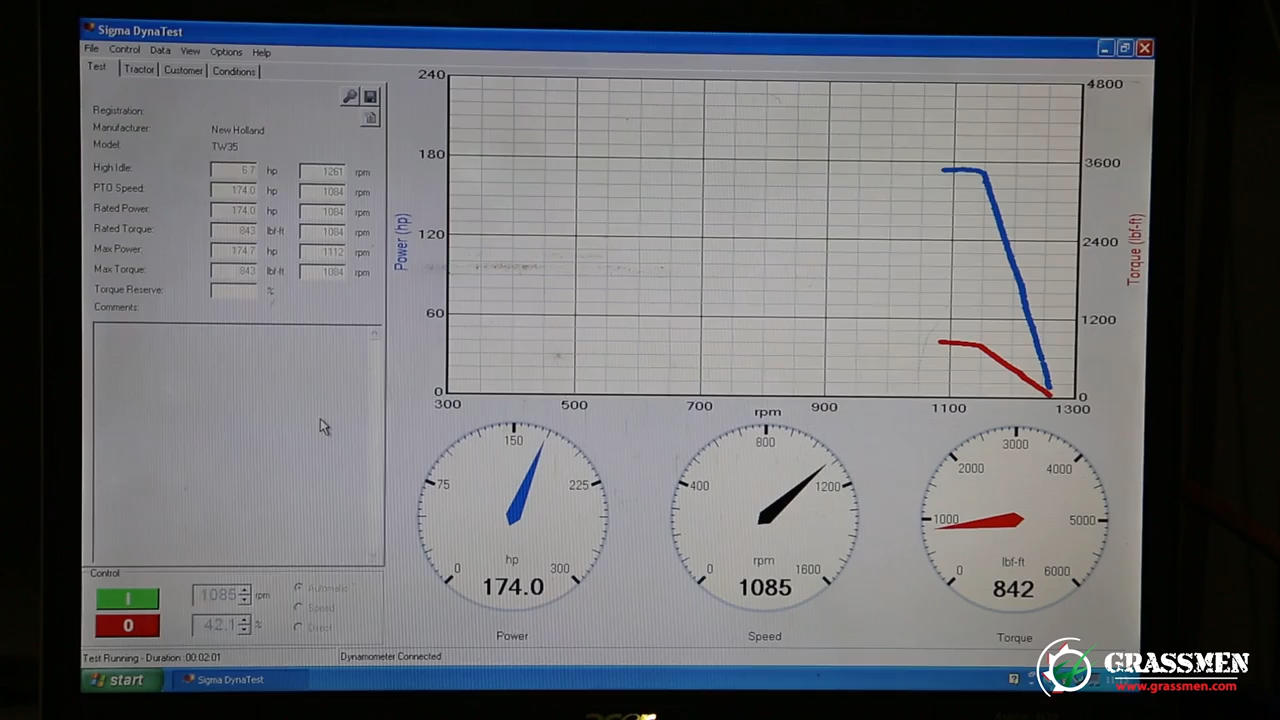 Sigma DynaTest
File Control Data View Options Help
Test Tractor Customer Conditions
Registration:
Manufacturer: New Holland
Model: TW35
High Idle: 6.7 hp 1261 rpm
PTO Speed: 174.0 hp 1084 rpm
Rated Power: 174.0 hp 1084 rpm
Rated Torque: 843 lbf-ft 1084 rpm
Max Power: 174.7 hp 1112 rpm
Max Torque: 843 lbf-ft 1084 rpm
Torque Reserve: %
Comments:
240
180
120
60
0
Power (hp)
4800
3600
2400
1200
0
Torque (lbf-ft)
300 500 700 900 1100 1300
rpm
0 75 150 225 300
hp
174.0
Power
0 400 800 1200 1600
rpm
1085
Speed
0 1000 2000 3000 4000 5000 6000
lbf-ft
842
Torque
Control
I
0
1085 rpm
42.1 %
Automatic
Speed
Direct
Test Running - Duration :00:02:01
Dynamometer Connected
start
Sigma DynaTest
GRASSMEN
www.grassmen.com